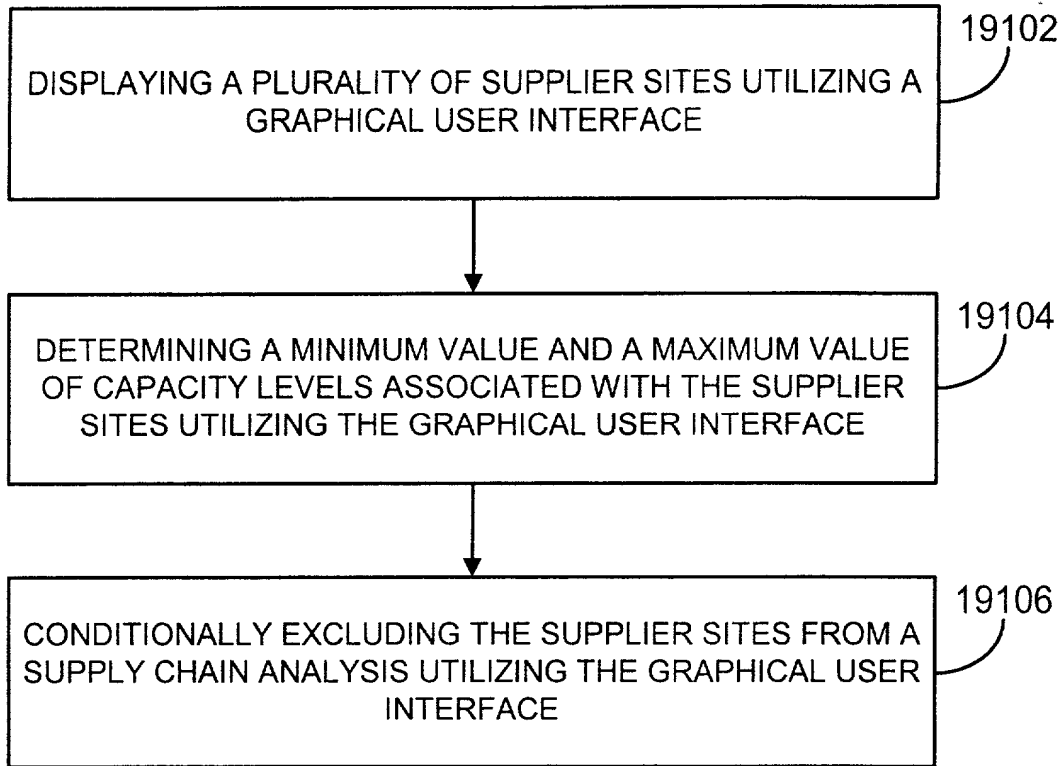 19102
DISPLAYING A PLURALITY OF SUPPLIER SITES UTILIZING A
GRAPHICAL USER INTERFACE
19104
DETERMINING A MINIMUM VALUE AND A MAXIMUM VALUE
OF CAPACITY LEVELS ASSOCIATED WITH THE SUPPLIER
SITES UTILIZING THE GRAPHICAL USER INTERFACE
19106
CONDITIONALLY EXCLUDING THE SUPPLIER SITES FROM A
SUPPLY CHAIN ANALYSIS UTILIZING THE GRAPHICAL USER
INTERFACE